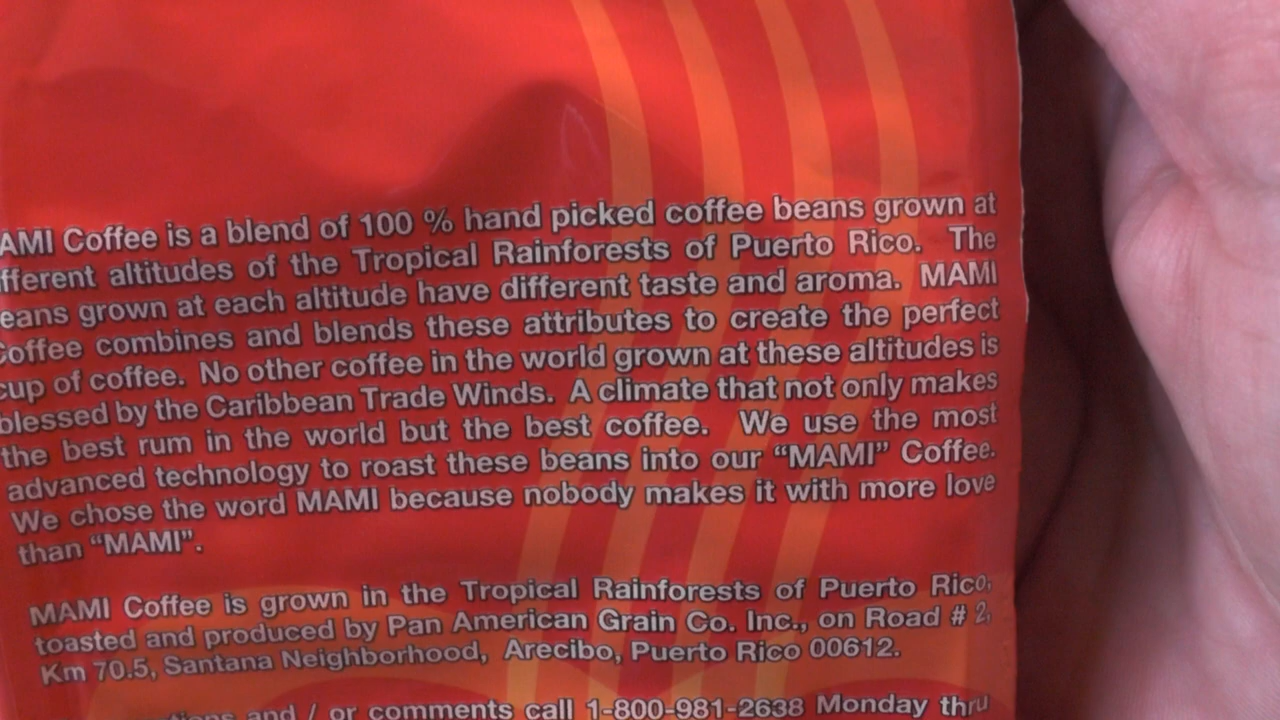 AMI Coffee is a blend of 100 % hand picked coffee beans grown at
fferent altitudes of the Tropical Rainforests of Puerto Rico. The
eans grown at each altitude have different taste and aroma. MAMI
Coffee combines and blends these attributes to create the perfect
cup of coffee. No other coffee in the world grown at these altitudes is
blessed by the Caribbean Trade Winds. A climate that not only makes
the best rum in the world but the best coffee. We use the most
advanced technology to roast these beans into our “MAMI” Coffee.
We chose the word MAMI because nobody makes it with more love
than “MAMI”.
MAMI Coffee is grown in the Tropical Rainforests of Puerto Rico,
toasted and produced by Pan American Grain Co. Inc., on Road # 2,
Km 70.5, Santana Neighborhood, Arecibo, Puerto Rico 00612.
and / or comments call 1-800-981-2638 Monday thru